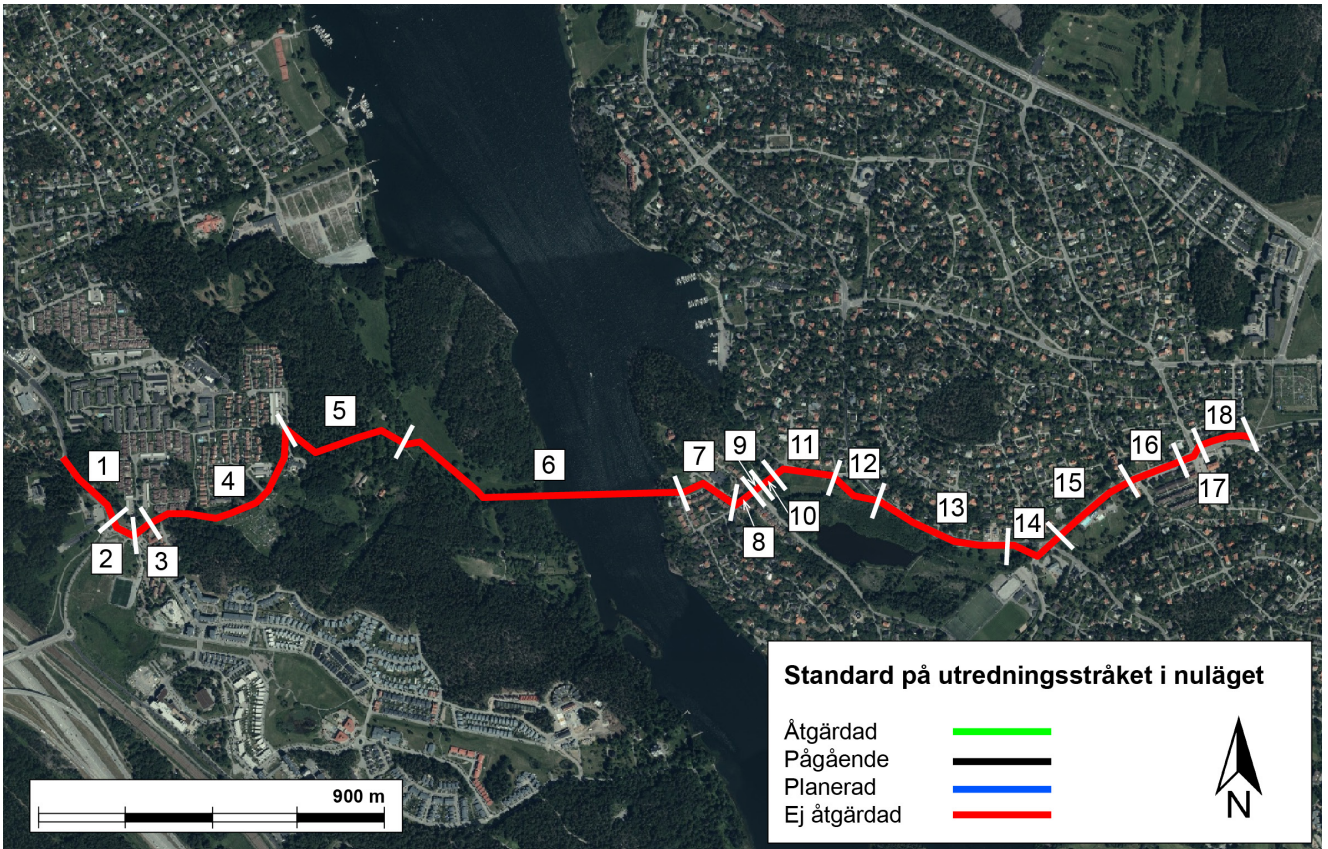 18
5
16
9
11
1
4
6
7
12
15
17
13
10
14
8
2
3
Standard på utredningsstråket i nuläget
Åtgärdad
Pågående
Planerad
Ej åtgärdad
N
900 m